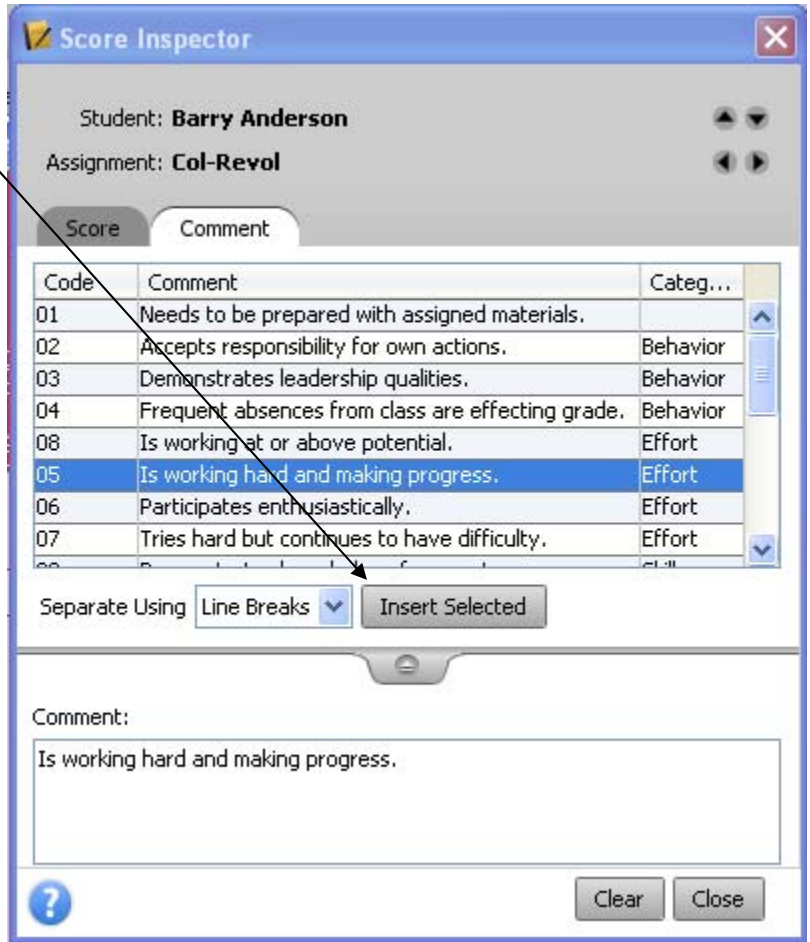 Score Inspector
Student: Barry Anderson
Assignment: Col-Revol
Score Comment
Code Comment Categ...
01 Needs to be prepared with assigned materials.
02 Accepts responsibility for own actions. Behavior
03 Demonstrates leadership qualities. Behavior
04 Frequent absences from class are effecting grade. Behavior
08 Is working at or above potential. Effort
05 Is working hard and making progress. Effort
06 Participates enthusiastically. Effort
07 Tries hard but continues to have difficulty. Effort
Separate Using Line Breaks Insert Selected
Comment:
Is working hard and making progress.
? Clear Close